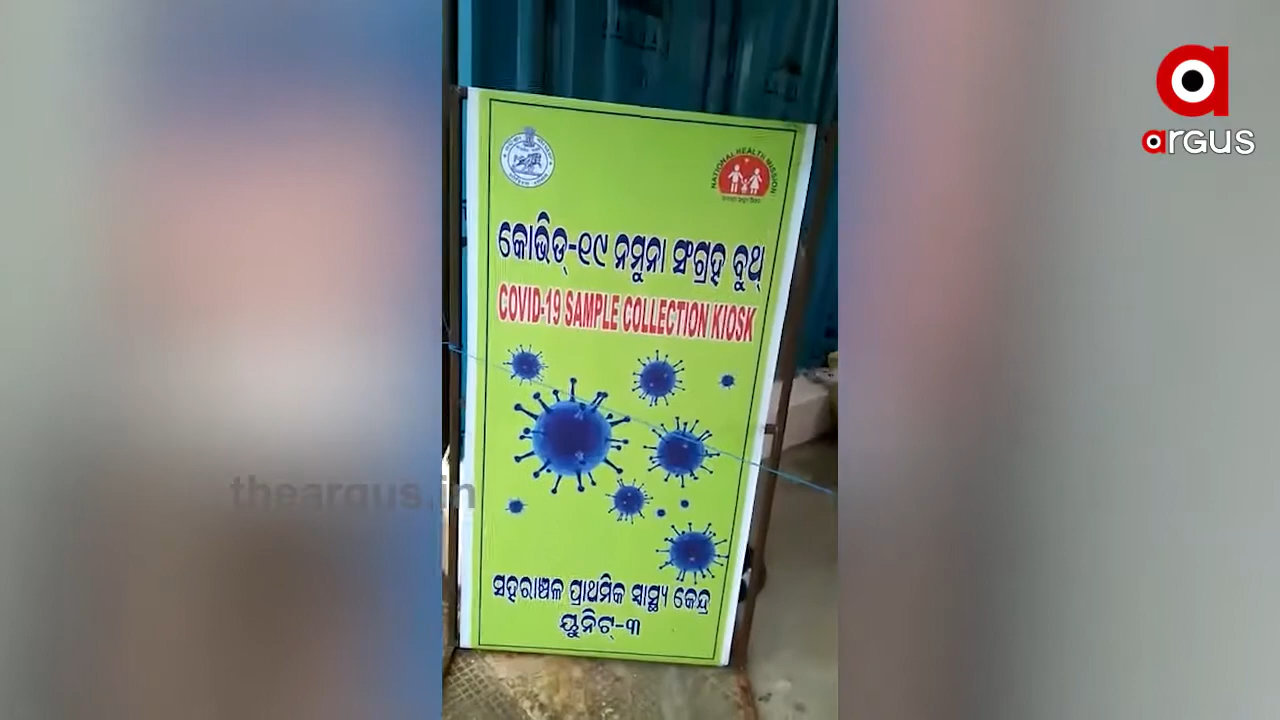 argus
NATIONAL HEALTH MISSION
କୋଭିଡ୍-୧୯ ନମୁନା ସଂଗ୍ରହ ବୁଥ୍
COVID-19 SAMPLE COLLECTION KIOSK
theargus.in
ସହରାଞ୍ଚଳ ପ୍ରାଥମିକ ସ୍ୱାସ୍ଥ୍ୟ କେନ୍ଦ୍ର
ୟୁନିଟ୍-୩